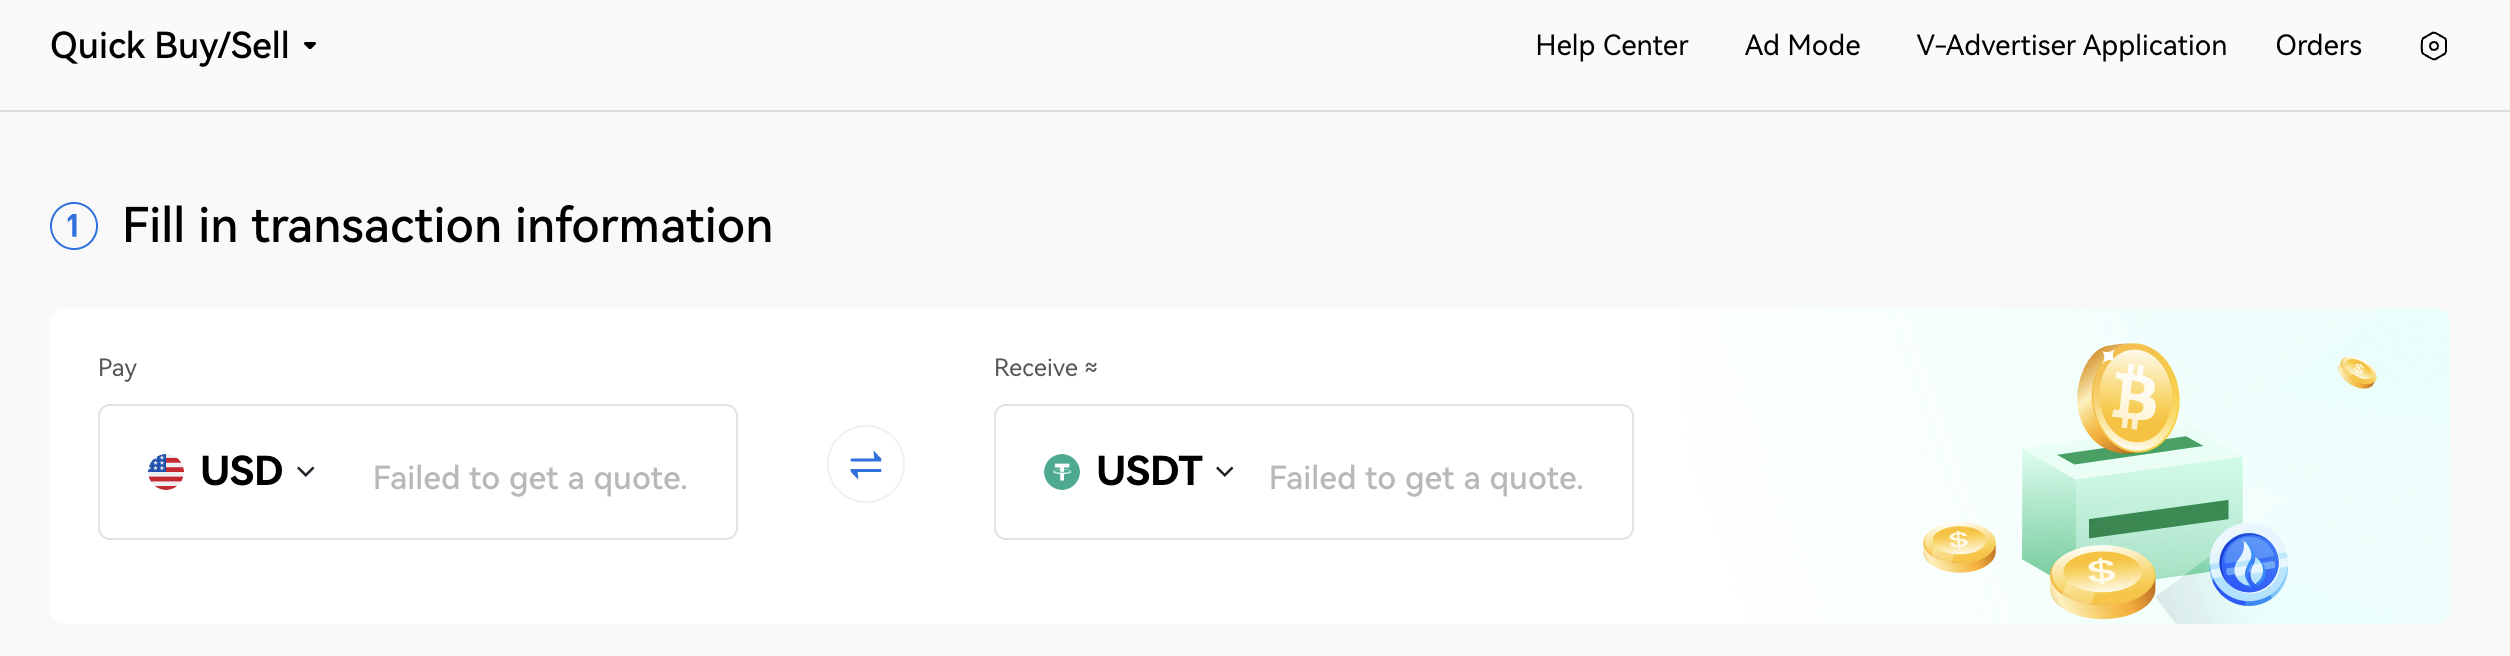 Quick Buy/Sell
Help Center
Ad Mode
V-Advertiser Application
Orders
1 Fill in transaction information
Pay
Receive ≈
USD Failed to get a quote.
USDT Failed to get a quote.